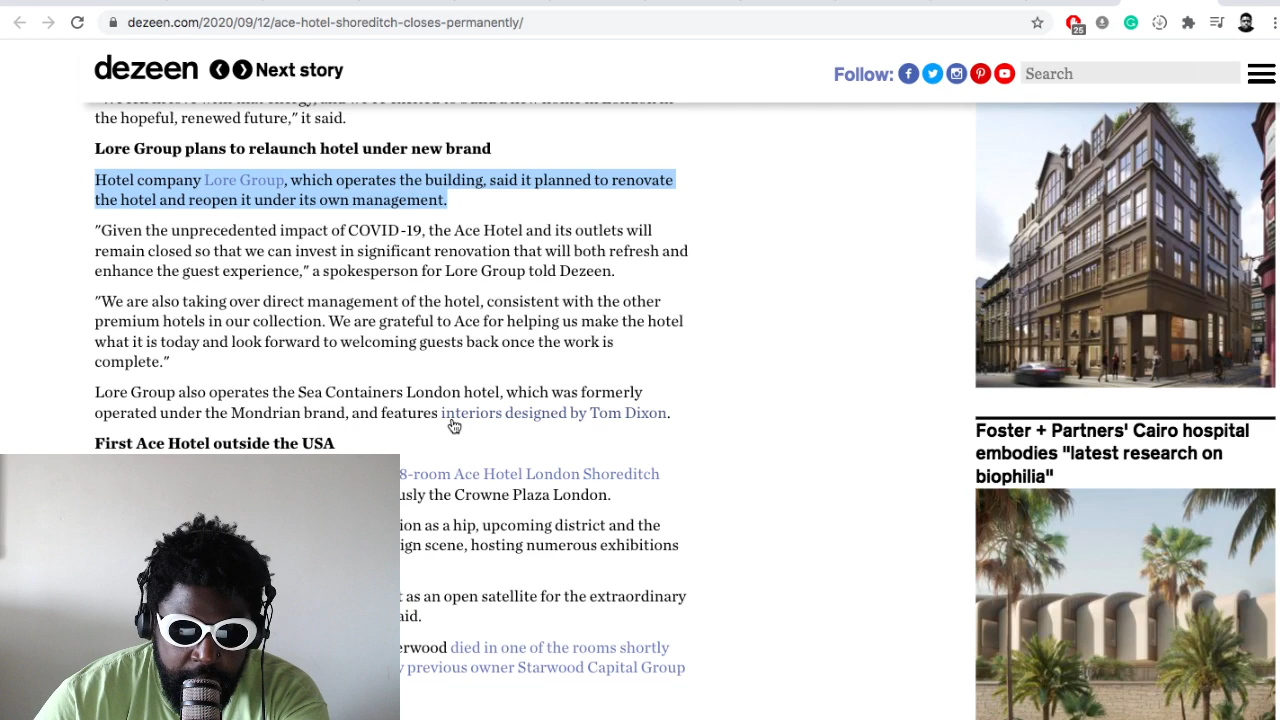 dezeen.com/2020/09/12/ace-hotel-shoreditch-closes-permanently/
25
dezeen Next story
Follow:
Search
the hopeful, renewed future," it said.
Lore Group plans to relaunch hotel under new brand
Hotel company Lore Group, which operates the building, said it planned to renovate
the hotel and reopen it under its own management.
"Given the unprecedented impact of COVID-19, the Ace Hotel and its outlets will
remain closed so that we can invest in significant renovation that will both refresh and
enhance the guest experience," a spokesperson for Lore Group told Dezeen.
"We are also taking over direct management of the hotel, consistent with the other
premium hotels in our collection. We are grateful to Ace for helping us make the hotel
what it is today and look forward to welcoming guests back once the work is
complete."
Lore Group also operates the Sea Containers London hotel, which was formerly
operated under the Mondrian brand, and features interiors designed by Tom Dixon.
First Ace Hotel outside the USA
8-room Ace Hotel London Shoreditch
usly the Crowne Plaza London.
ion as a hip, upcoming district and the
ign scene, hosting numerous exhibitions
t as an open satellite for the extraordinary
aid.
erwood died in one of the rooms shortly
y previous owner Starwood Capital Group
Foster + Partners' Cairo hospital
embodies "latest research on
biophilia"